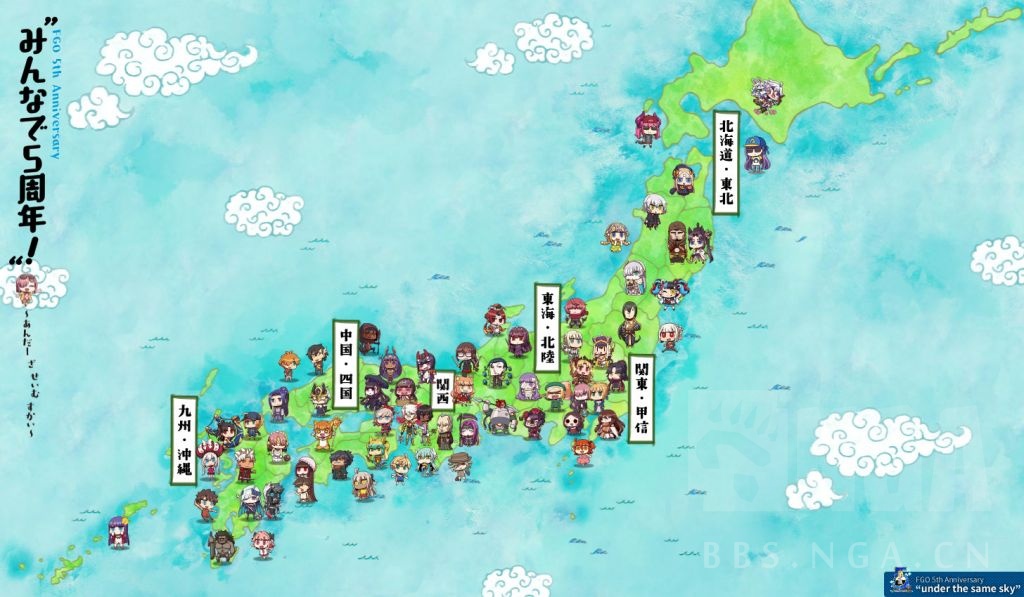 "みんなで5周年!"
FGO 5th Anniversary
~あんだー ざ せいむ すかい~
北海道・東北
東海・北陸
中国・四国
関西
関東・甲信
九州・沖縄
BBS.NGA.CN
FGO 5th Anniversary
"under the same sky"